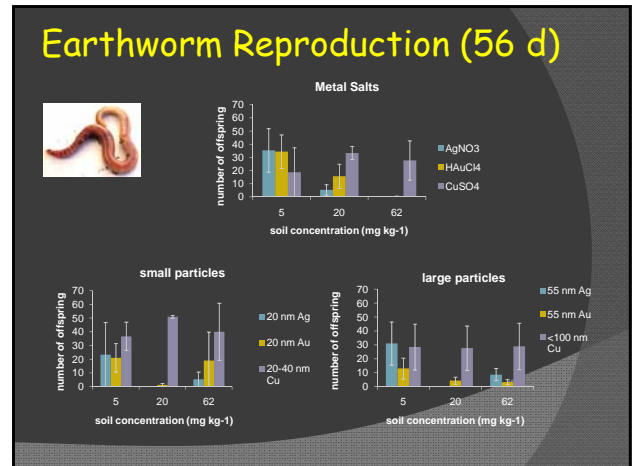 Earthworm Reproduction (56 d)
Metal Salts
number of offspring
70
60
50
40
30
20
10
0
5 20 62
soil concentration (mg kg-1)
AgNO3
HAuCl4
CuSO4
small particles
number of offspring
70
60
50
40
30
20
10
0
5 20 62
soil concentration (mg kg-1)
20 nm Ag
20 nm Au
20-40 nm
Cu
large particles
number of offspring
70
60
50
40
30
20
10
0
5 20 62
soil concentration (mg kg-1)
55 nm Ag
55 nm Au
<100 nm
Cu